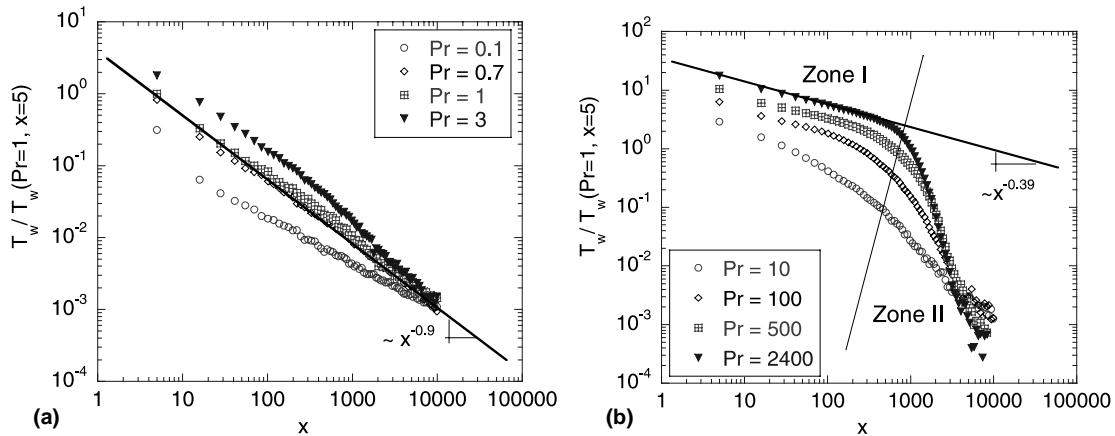 10^1
10^0
10^-1
10^-2
10^-3
10^-4
T_w / T_w(Pr=1, x=5)
Pr = 0.1
Pr = 0.7
Pr = 1
Pr = 3
~ x^-0.9
1
10
100
1000
10000
100000
x
(a)
10^2
10^1
10^0
10^-1
10^-2
10^-3
10^-4
T_w / T_w(Pr=1, x=5)
Zone I
~x^-0.39
Pr = 10
Pr = 100
Pr = 500
Pr = 2400
Zone II
1
10
100
1000
10000
100000
x
(b)